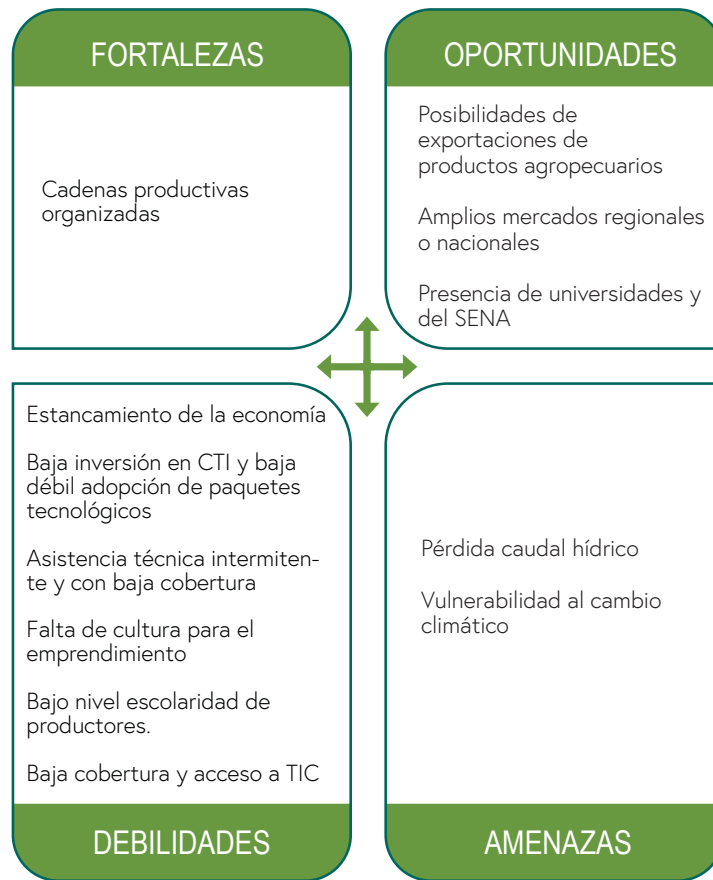 FORTALEZAS
Cadenas productivas
organizadas
OPORTUNIDADES
Posibilidades de
exportaciones de
productos agropecuarios
Amplios mercados regionales
o nacionales
Presencia de universidades y
del SENA
Estancamiento de la economía
Baja inversión en CTI y baja
débil adopción de paquetes
tecnológicos
Asistencia técnica intermiten-
te y con baja cobertura
Falta de cultura para el
emprendimiento
Bajo nivel escolaridad de
productores.
Baja cobertura y acceso a TIC
DEBILIDADES
Pérdida caudal hídrico
Vulnerabilidad al cambio
climático
AMENAZAS